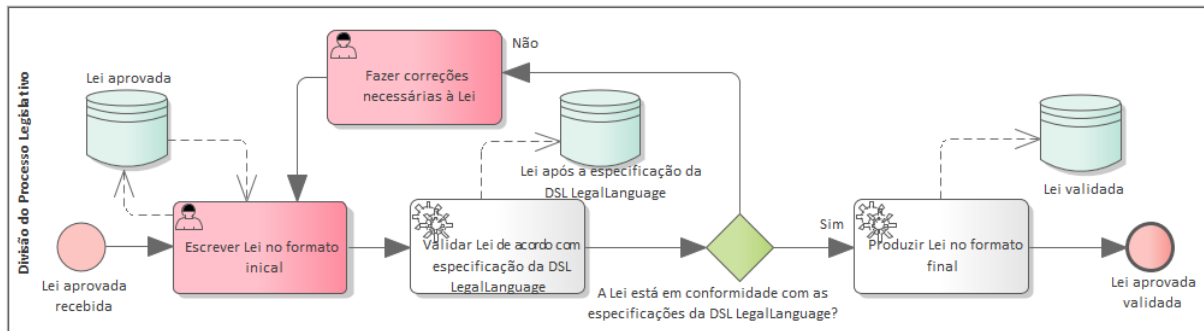 Divisão do Processo Legislativo
Lei aprovada
Fazer correções
necessárias à Lei
Não
Lei após a especificação da
DSL LegalLanguage
Lei validada
Lei aprovada
recebida
Escrever Lei no formato
inical
Validar Lei de acordo com
especificação da DSL
LegalLanguage
A Lei está em conformidade com as
especificações da DSL LegalLanguage?
Sim
Produzir Lei no formato
final
Lei aprovada
validada